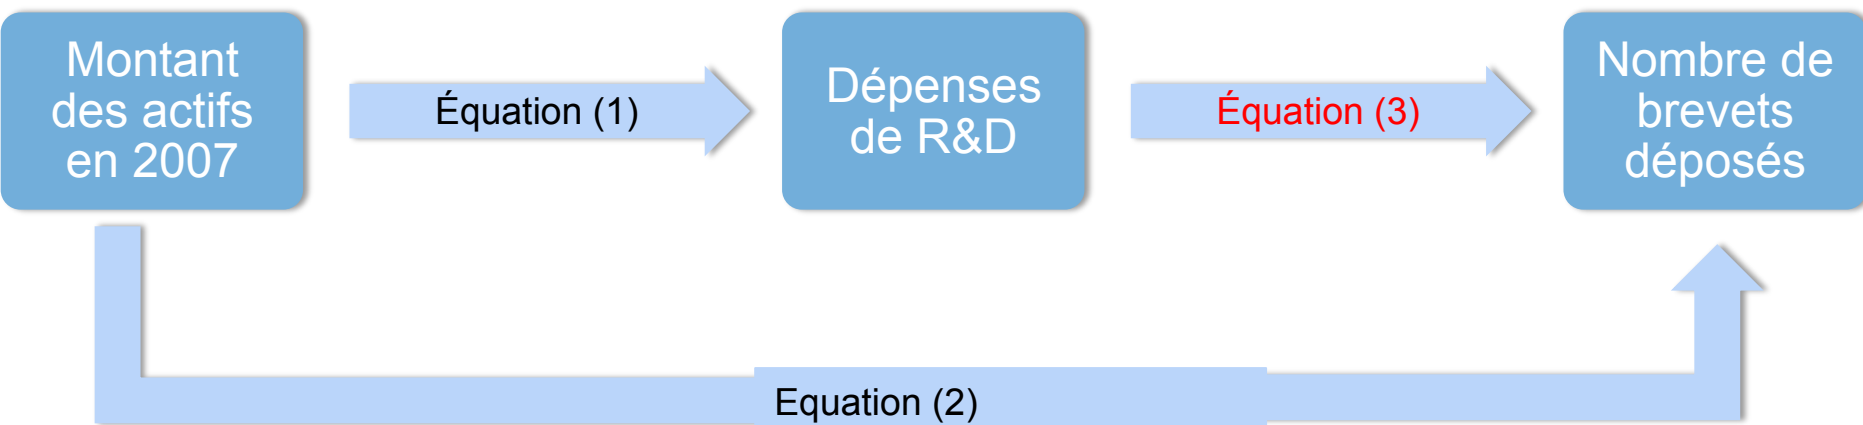 Montant
des actifs
en 2007
Équation (1)
Dépenses
de R&D
Équation (3)
Nombre de
brevets
déposés
Equation (2)